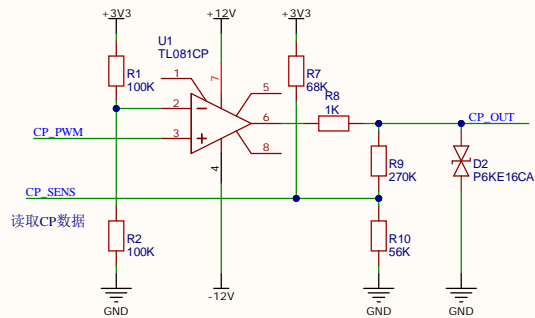 +3V3
+12V
+3V3
U1
TL081CP
R1
100K
R7
68K
R8
1K
1
7
5
2
6
3
8
4
CP_PWM
CP_OUT
R9
270K
D2
P6KE16CA
CP_SENS
读取CP数据
R2
100K
R10
56K
-12V
GND
GND
GND